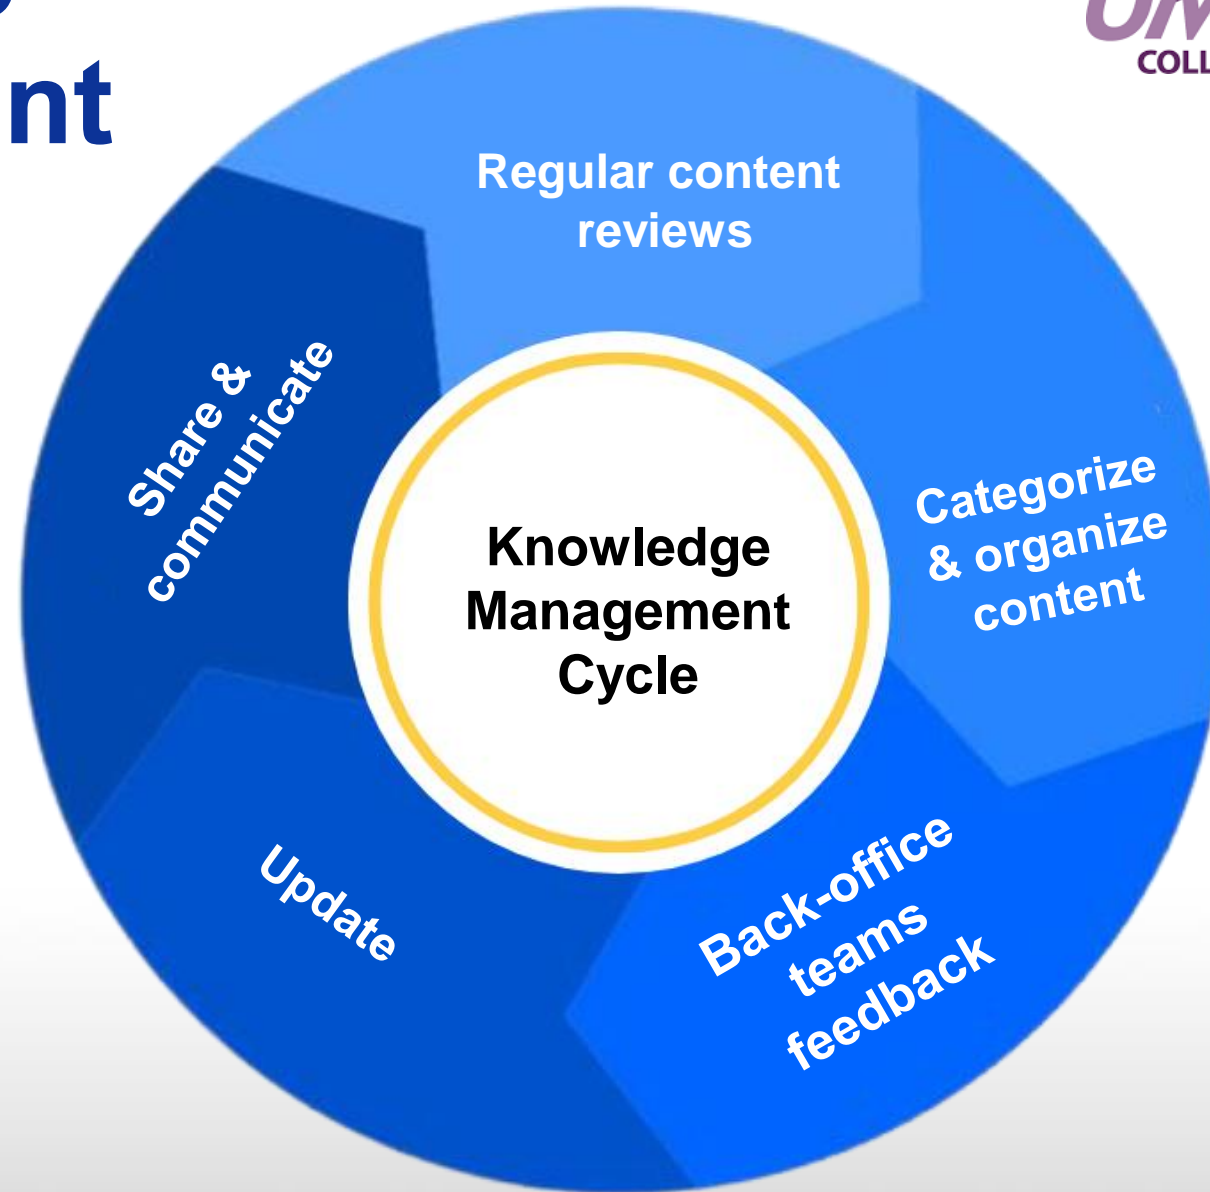 nt
COLL
Regular content
reviews
Categorize
& organize
content
Back-office
teams
feedback
Update
Share &
communicate
Knowledge
Management
Cycle